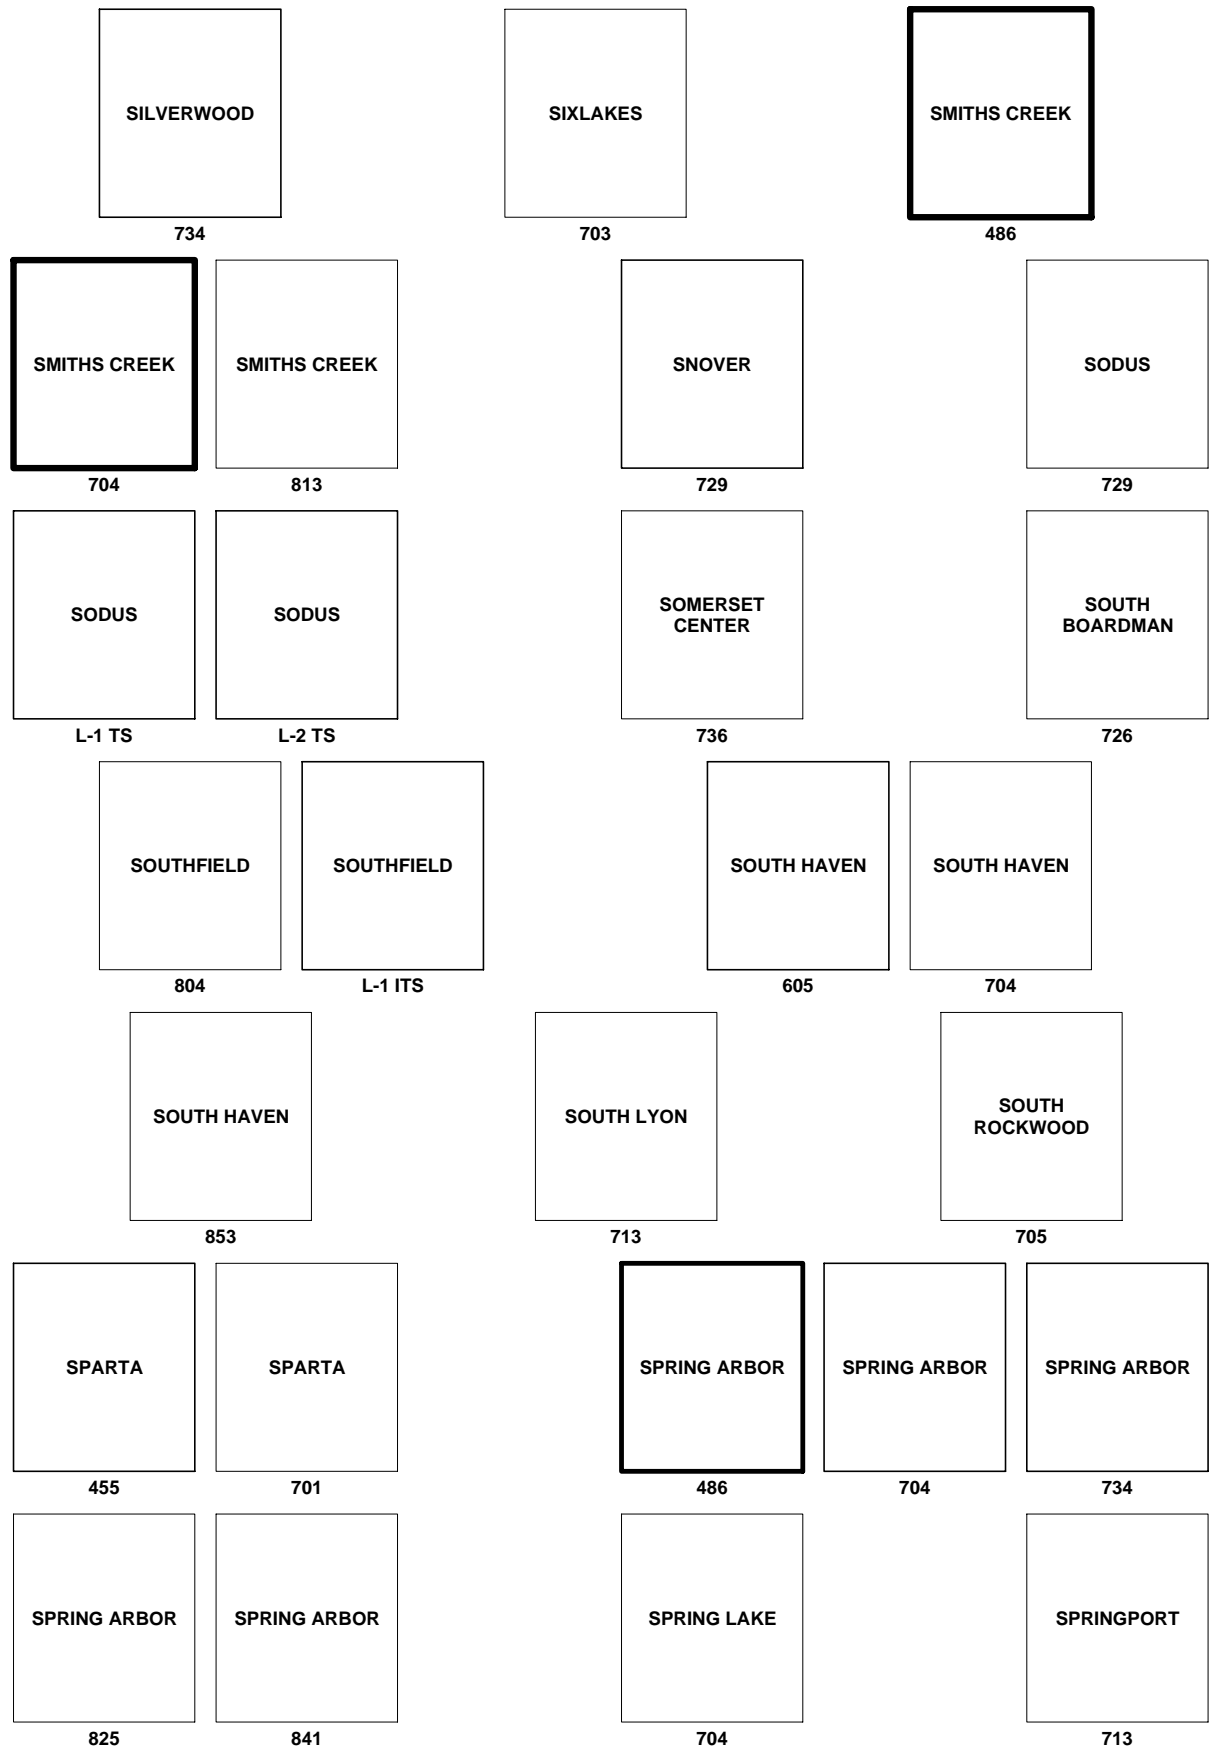 SILVERWOOD
SIXLAKES
SMITHS CREEK
734
703
486
SMITHS CREEK
SMITHS CREEK
SNOVER
SODUS
704
813
729
729
SODUS
SODUS
SOMERSET
CENTER
SOUTH
BOARDMAN
L-1 TS
L-2 TS
736
726
SOUTHFIELD
SOUTHFIELD
SOUTH HAVEN
SOUTH HAVEN
804
L-1 ITS
605
704
SOUTH HAVEN
SOUTH LYON
SOUTH
ROCKWOOD
853
713
705
SPARTA
SPARTA
SPRING ARBOR
SPRING ARBOR
SPRING ARBOR
455
701
486
704
734
SPRING ARBOR
SPRING ARBOR
SPRING LAKE
SPRINGPORT
825
841
704
713